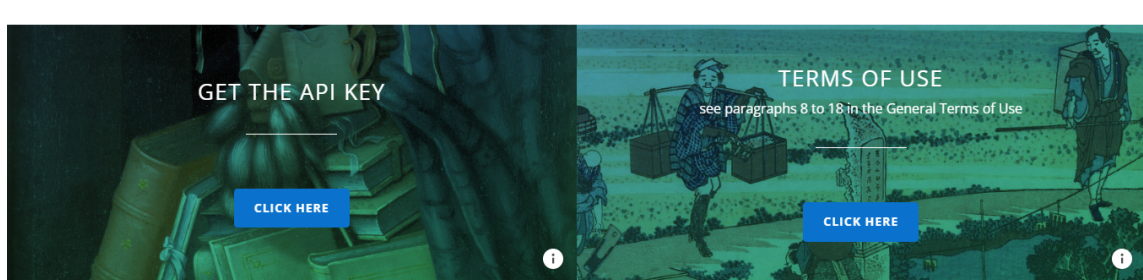 GET THE API KEY
CLICK HERE
TERMS OF USE
see paragraphs 8 to 18 in the General Terms of Use
CLICK HERE